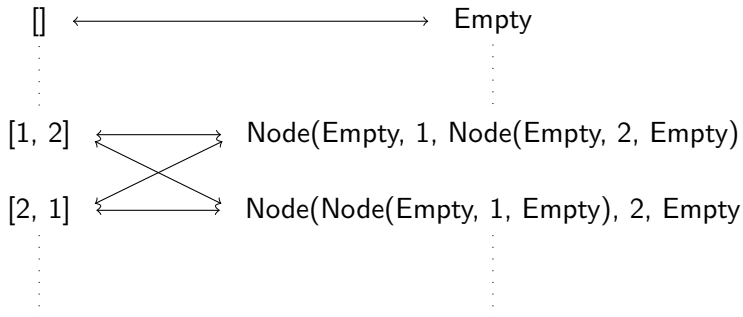 [] Empty
[1, 2] Node(Empty, 1, Node(Empty, 2, Empty)
[2, 1] Node(Node(Empty, 1, Empty), 2, Empty